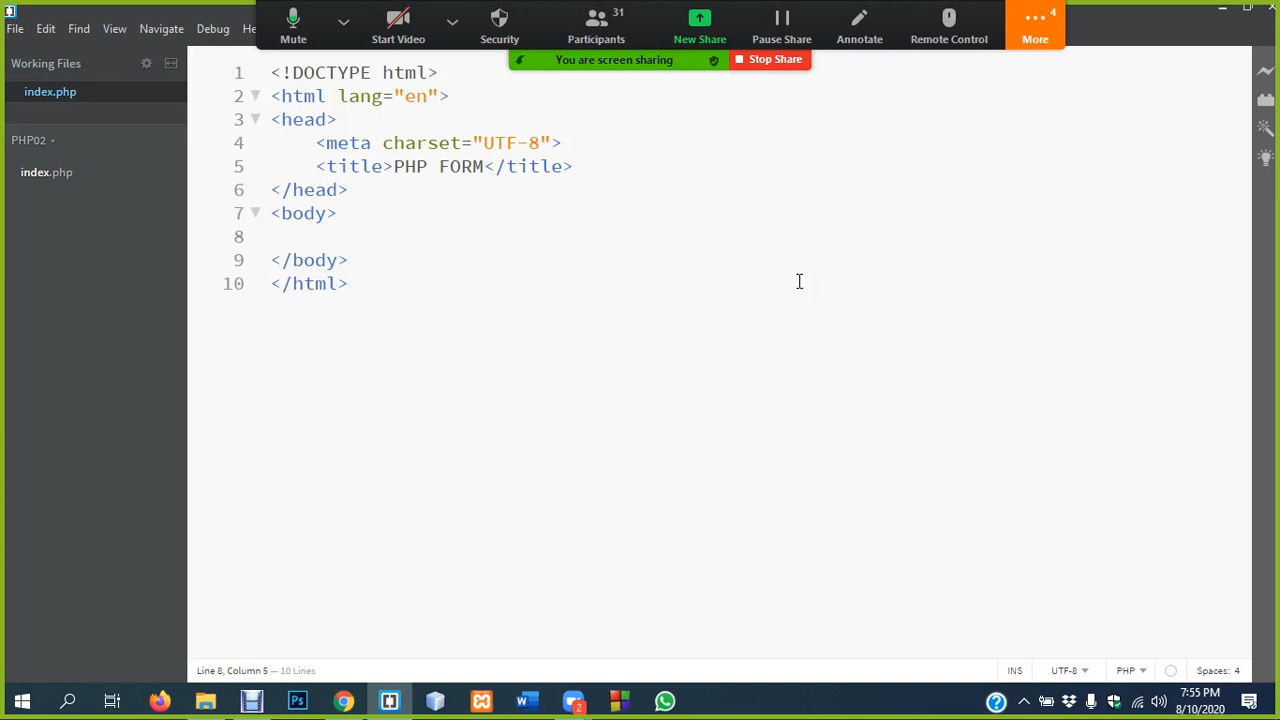 31
4
Mute
Start Video
Security
Participants
New Share
Pause Share
Annotate
Remote Control
More
File Edit Find View Navigate Debug He
You are screen sharing
Stop Share
Working Files
index.php
PHP02
index.php
1 <!DOCTYPE html>
2 <html lang="en">
3 <head>
4 <meta charset="UTF-8">
5 <title>PHP FORM</title>
6 </head>
7 <body>
8
9 </body>
10 </html>
Line 8, Column 5 — 10 Lines
INS UTF-8 PHP Spaces: 4
Ps
2
7:55 PM
8/10/2020